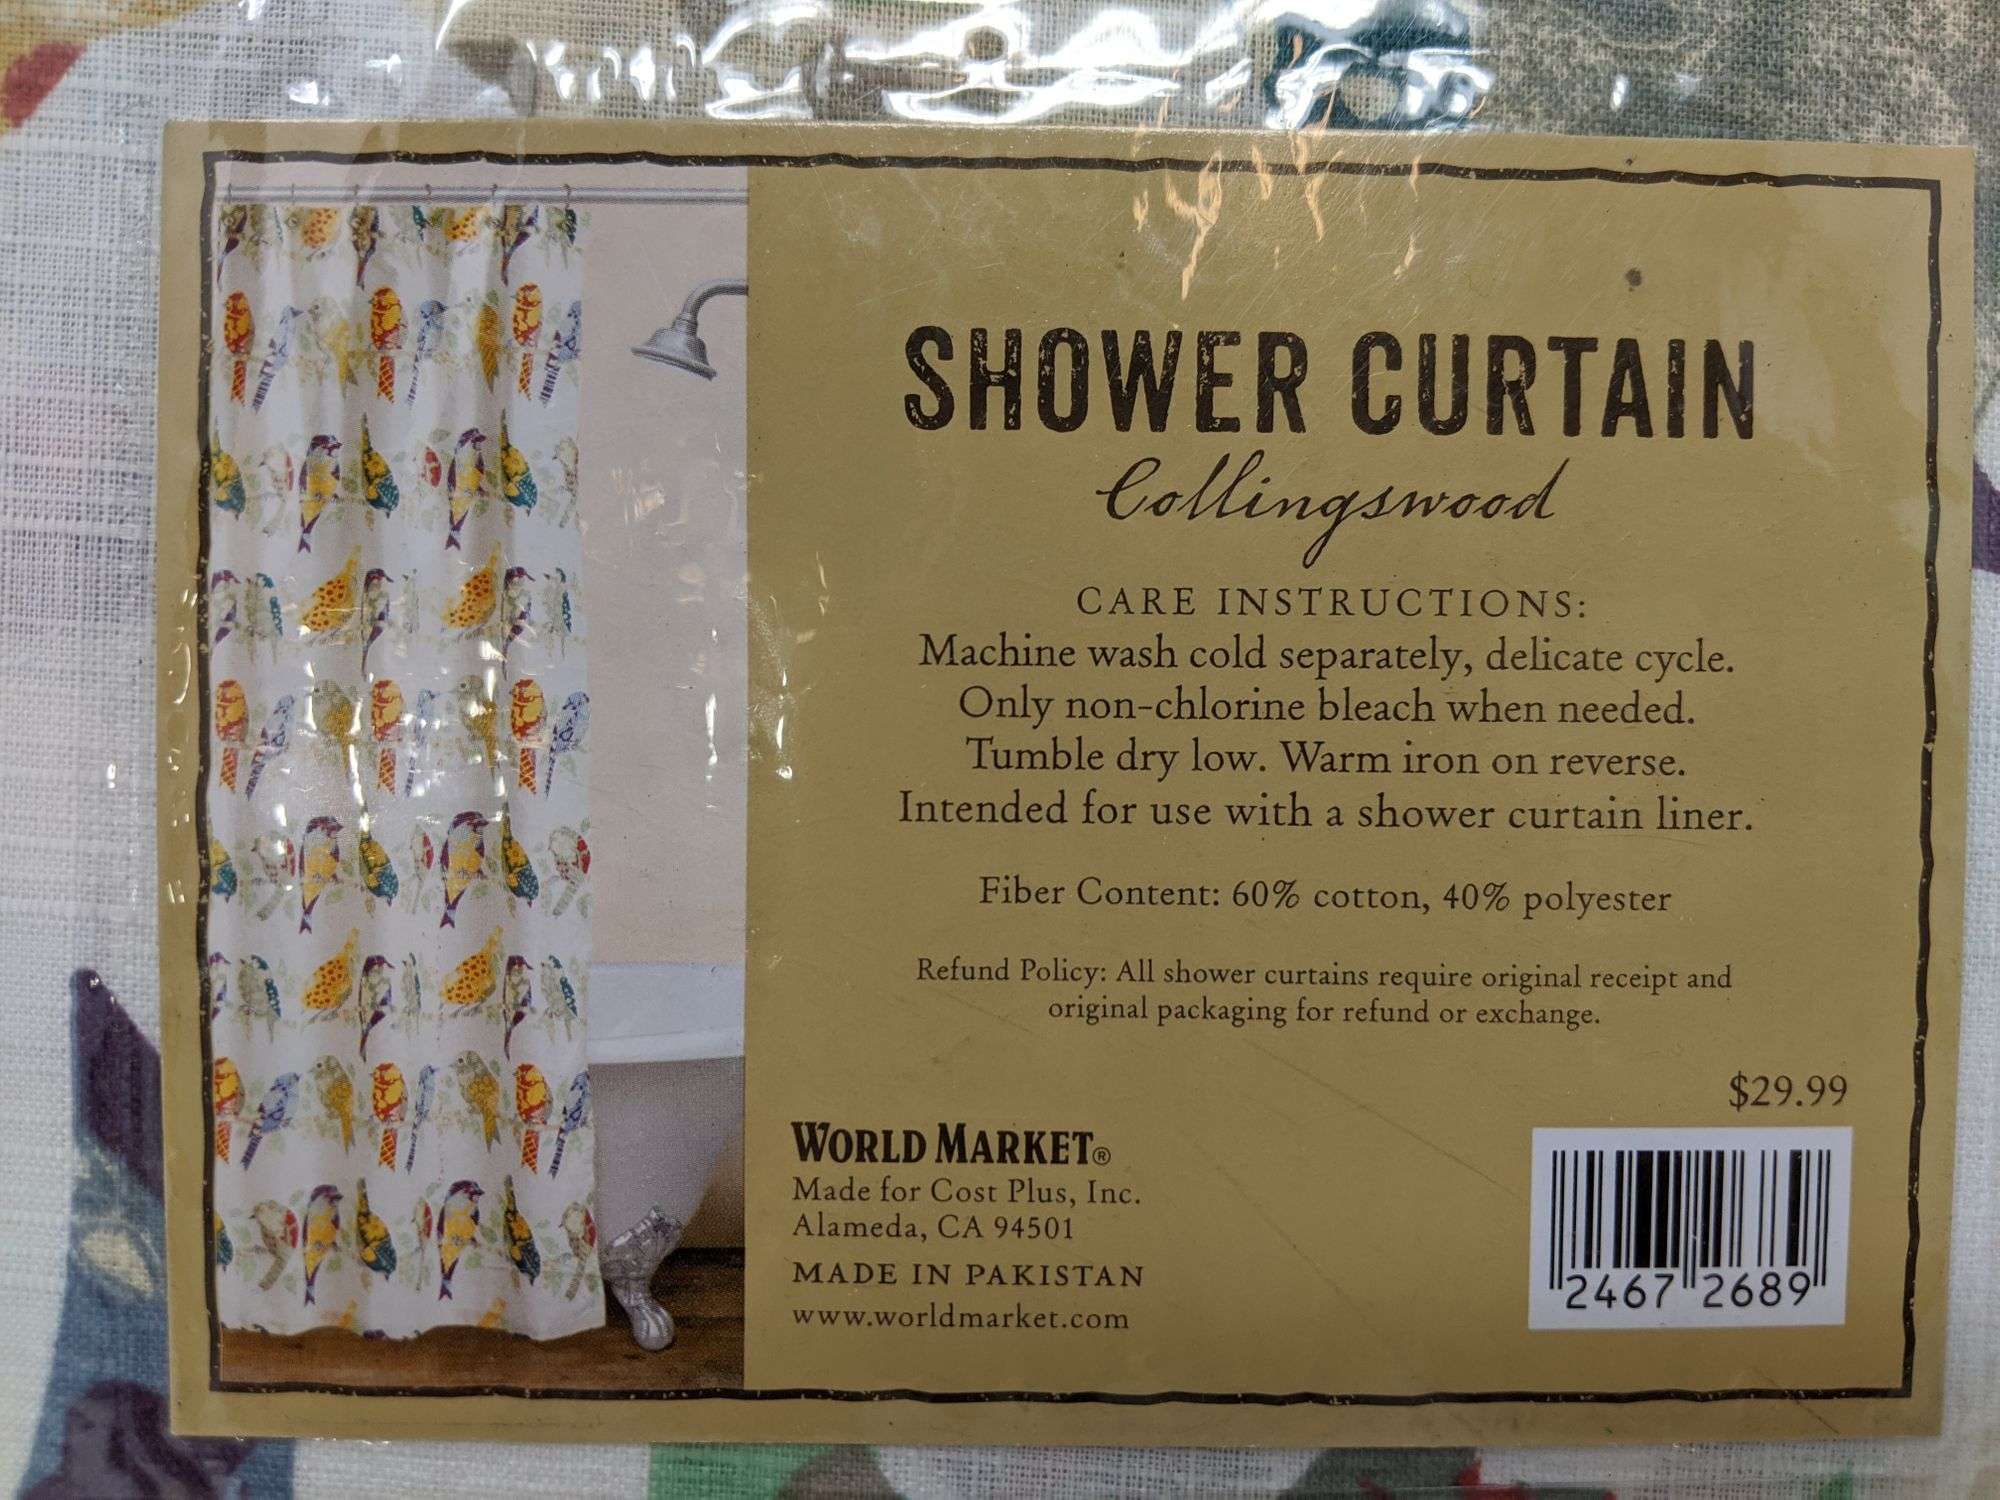 SHOWER CURTAIN
Collingswood
CARE INSTRUCTIONS:
Machine wash cold separately, delicate cycle.
Only non-chlorine bleach when needed.
Tumble dry low. Warm iron on reverse.
Intended for use with a shower curtain liner.
Fiber Content: 60% cotton, 40% polyester
Refund Policy: All shower curtains require original receipt and
original packaging for refund or exchange.
$29.99
WORLD MARKET®
Made for Cost Plus, Inc.
Alameda, CA 94501
MADE IN PAKISTAN
www.worldmarket.com
2467 2689